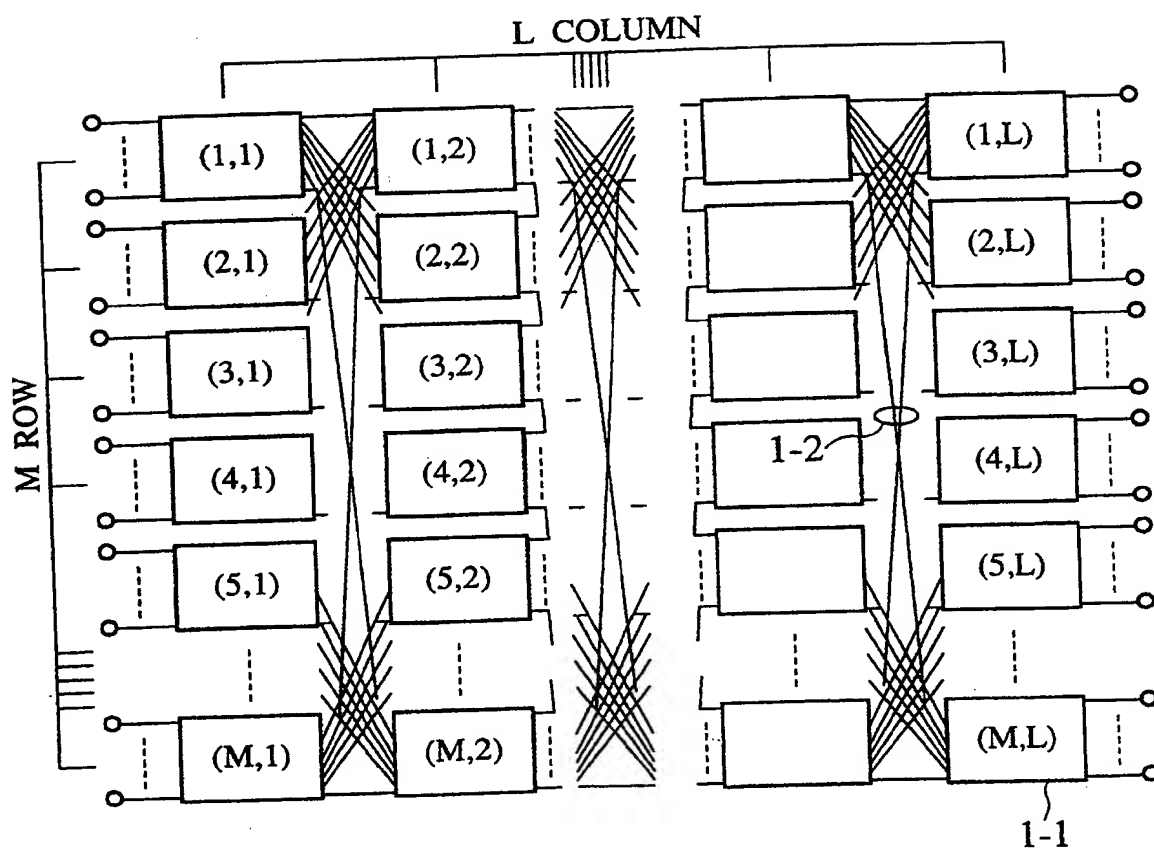 L COLUMN
(1,1) (1,2) (1,L)
(2,1) (2,2) (2,L)
(3,1) (3,2) (3,L)
M ROW
1-2
(4,1) (4,2) (4,L)
(5,1) (5,2) (5,L)
(M,1) (M,2) (M,L)
1-1